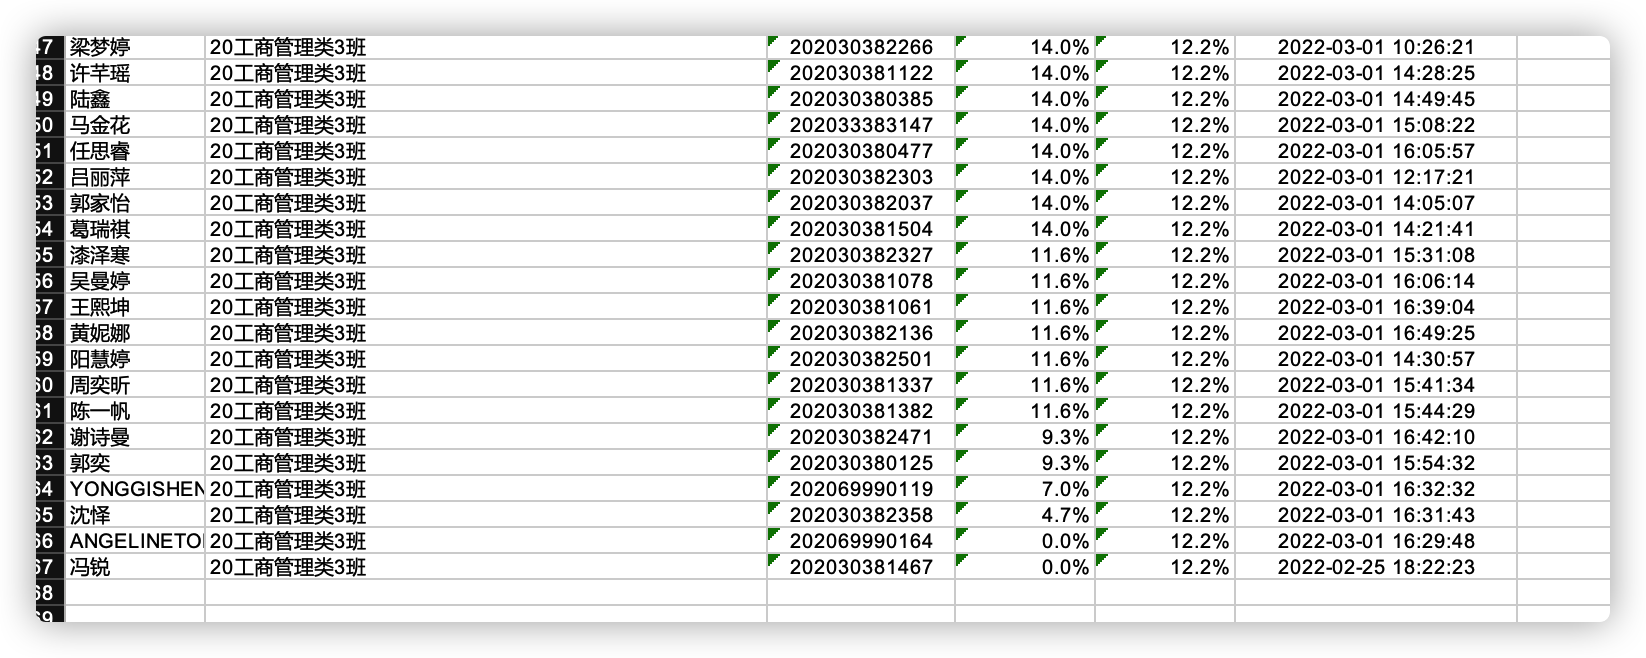 47 梁梦婷 20工商管理类3班 202030382266 14.0% 12.2% 2022-03-01 10:26:21
48 许芊瑶 20工商管理类3班 202030381122 14.0% 12.2% 2022-03-01 14:28:25
49 陆鑫 20工商管理类3班 202030380385 14.0% 12.2% 2022-03-01 14:49:45
50 马金花 20工商管理类3班 202033383147 14.0% 12.2% 2022-03-01 15:08:22
51 任思睿 20工商管理类3班 202030380477 14.0% 12.2% 2022-03-01 16:05:57
52 吕丽萍 20工商管理类3班 202030382303 14.0% 12.2% 2022-03-01 12:17:21
53 郭家怡 20工商管理类3班 202030382037 14.0% 12.2% 2022-03-01 14:05:07
54 葛瑞祺 20工商管理类3班 202030381504 14.0% 12.2% 2022-03-01 14:21:41
55 漆泽寒 20工商管理类3班 202030382327 11.6% 12.2% 2022-03-01 15:31:08
56 吴曼婷 20工商管理类3班 202030381078 11.6% 12.2% 2022-03-01 16:06:14
57 王熙坤 20工商管理类3班 202030381061 11.6% 12.2% 2022-03-01 16:39:04
58 黄妮娜 20工商管理类3班 202030382136 11.6% 12.2% 2022-03-01 16:49:25
59 阳慧婷 20工商管理类3班 202030382501 11.6% 12.2% 2022-03-01 14:30:57
60 周奕昕 20工商管理类3班 202030381337 11.6% 12.2% 2022-03-01 15:41:34
61 陈一帆 20工商管理类3班 202030381382 11.6% 12.2% 2022-03-01 15:44:29
62 谢诗曼 20工商管理类3班 202030382471 9.3% 12.2% 2022-03-01 16:42:10
63 郭奕 20工商管理类3班 202030380125 9.3% 12.2% 2022-03-01 15:54:32
64 YONGGISHEN 20工商管理类3班 202069990119 7.0% 12.2% 2022-03-01 16:32:32
65 沈怿 20工商管理类3班 202030382358 4.7% 12.2% 2022-03-01 16:31:43
66 ANGELINETO 20工商管理类3班 202069990164 0.0% 12.2% 2022-03-01 16:29:48
67 冯锐 20工商管理类3班 202030381467 0.0% 12.2% 2022-02-25 18:22:23
68
69